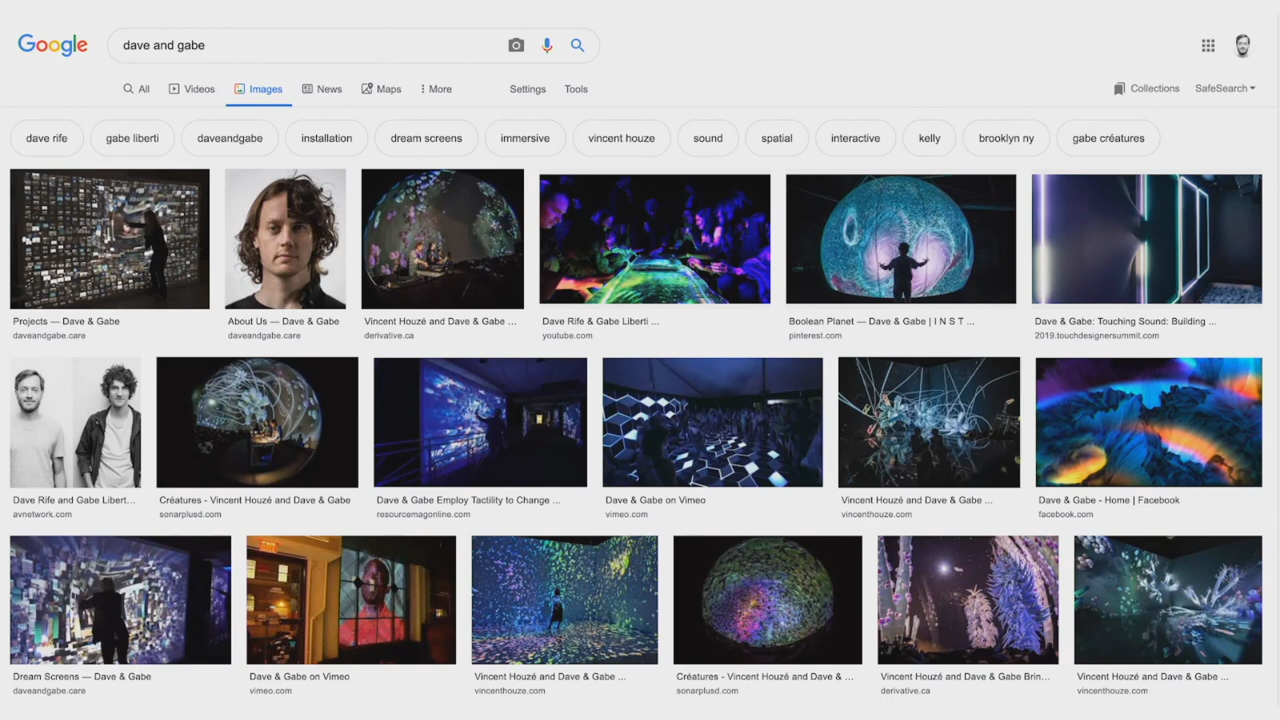 Google
dave and gabe
All
Videos
Images
News
Maps
More
Settings
Tools
Collections
SafeSearch
dave rife
gabe liberti
daveandgabe
installation
dream screens
immersive
vincent houze
sound
spatial
interactive
kelly
brooklyn ny
gabe créatures
Projects — Dave & Gabe
daveandgabe.care
About Us — Dave & Gabe
daveandgabe.care
Vincent Houzé and Dave & Gabe ...
derivative.ca
Dave Rife & Gabe Liberti ...
youtube.com
Boolean Planet — Dave & Gabe | I N S T ...
pinterest.com
Dave & Gabe: Touching Sound: Building ...
2019.touchdesignersummit.com
Dave Rife and Gabe Libert...
avnetwork.com
Créatures - Vincent Houzé and Dave & Gabe
sonarplusd.com
Dave & Gabe Employ Tactility to Change ...
resourcemagonline.com
Dave & Gabe on Vimeo
vimeo.com
Vincent Houzé and Dave & Gabe ...
vincenthouze.com
Dave & Gabe - Home | Facebook
facebook.com
Dream Screens — Dave & Gabe
daveandgabe.care
Dave & Gabe on Vimeo
vimeo.com
Vincent Houzé and Dave & Gabe ...
vincenthouze.com
Créatures - Vincent Houzé and Dave & ...
sonarplusd.com
Vincent Houzé and Dave & Gabe Brin...
derivative.ca
Vincent Houzé and Dave & Gabe ...
vincenthouze.com